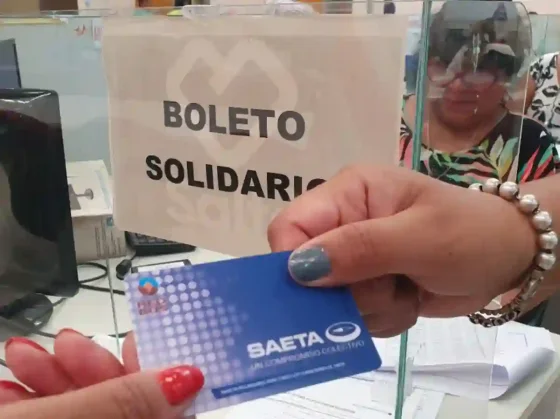 BOLETO
SOLIDARIO
SAETA
UN COMPROMISO COLECTIVO